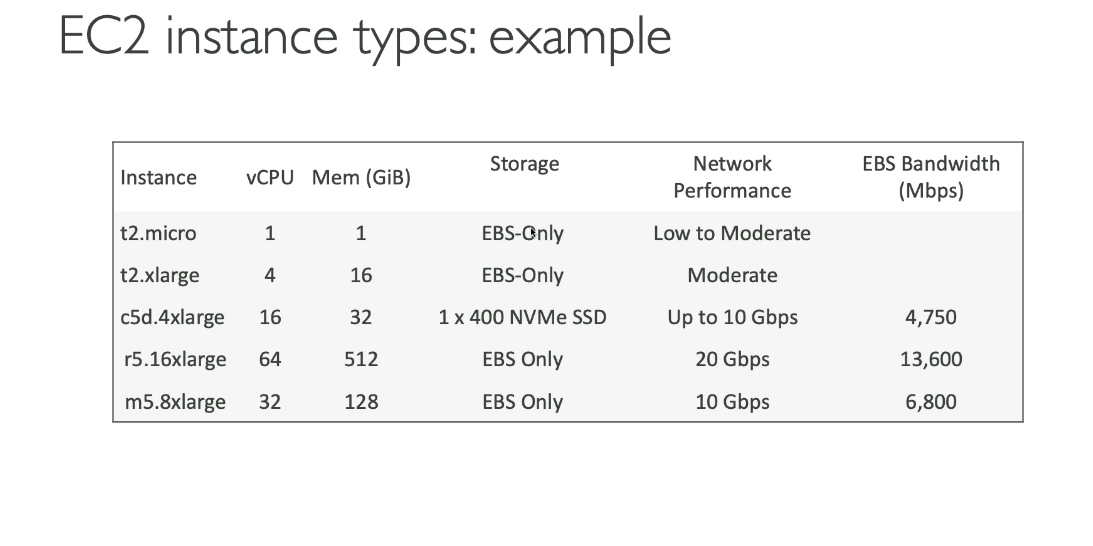 EC2 instance types: example
Instance vCPU Mem (GiB) Storage Network Performance EBS Bandwidth (Mbps)
t2.micro 1 1 EBS-Only Low to Moderate
t2.xlarge 4 16 EBS-Only Moderate
c5d.4xlarge 16 32 1 x 400 NVMe SSD Up to 10 Gbps 4,750
r5.16xlarge 64 512 EBS Only 20 Gbps 13,600
m5.8xlarge 32 128 EBS Only 10 Gbps 6,800